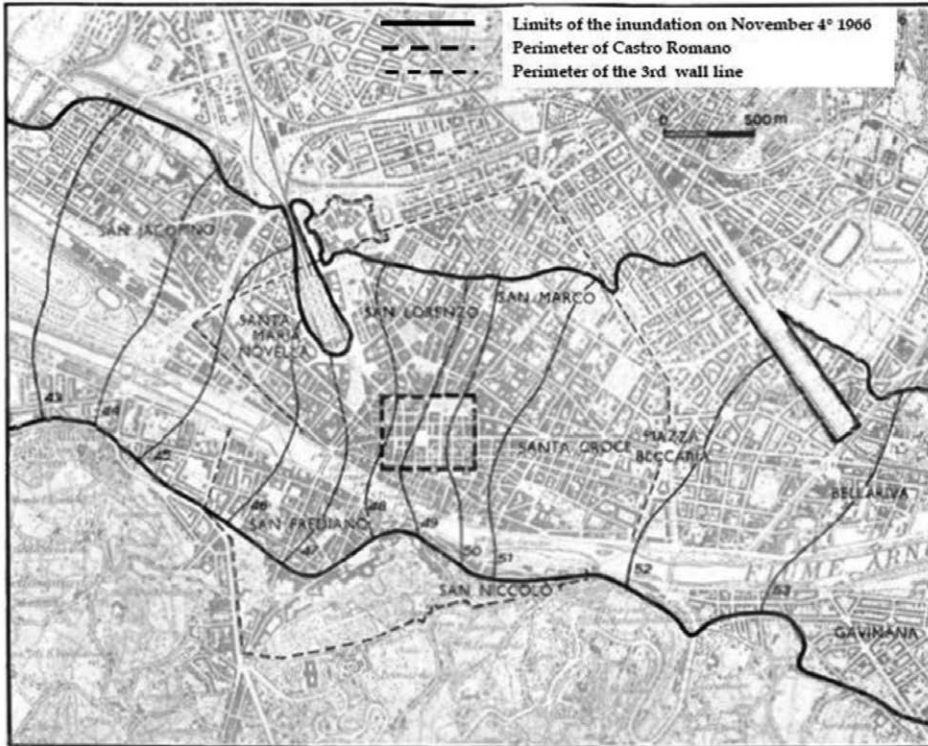 Limits of the inundation on November 4° 1966
Perimeter of Castro Romano
Perimeter of the 3rd wall line
0 500 m
SAN JACOPINO
SANTA
MARIA
NOVELLA
SAN LORENZO
SAN MARCO
SANTA CROCE
PIAZZA
BECCARIA
BELLARIVA
43
44
45
46
SAN FREDIANO
47
48
49
50
51
52
53
FIUME ARNO
SAN NICCOLÒ
GAVINANA